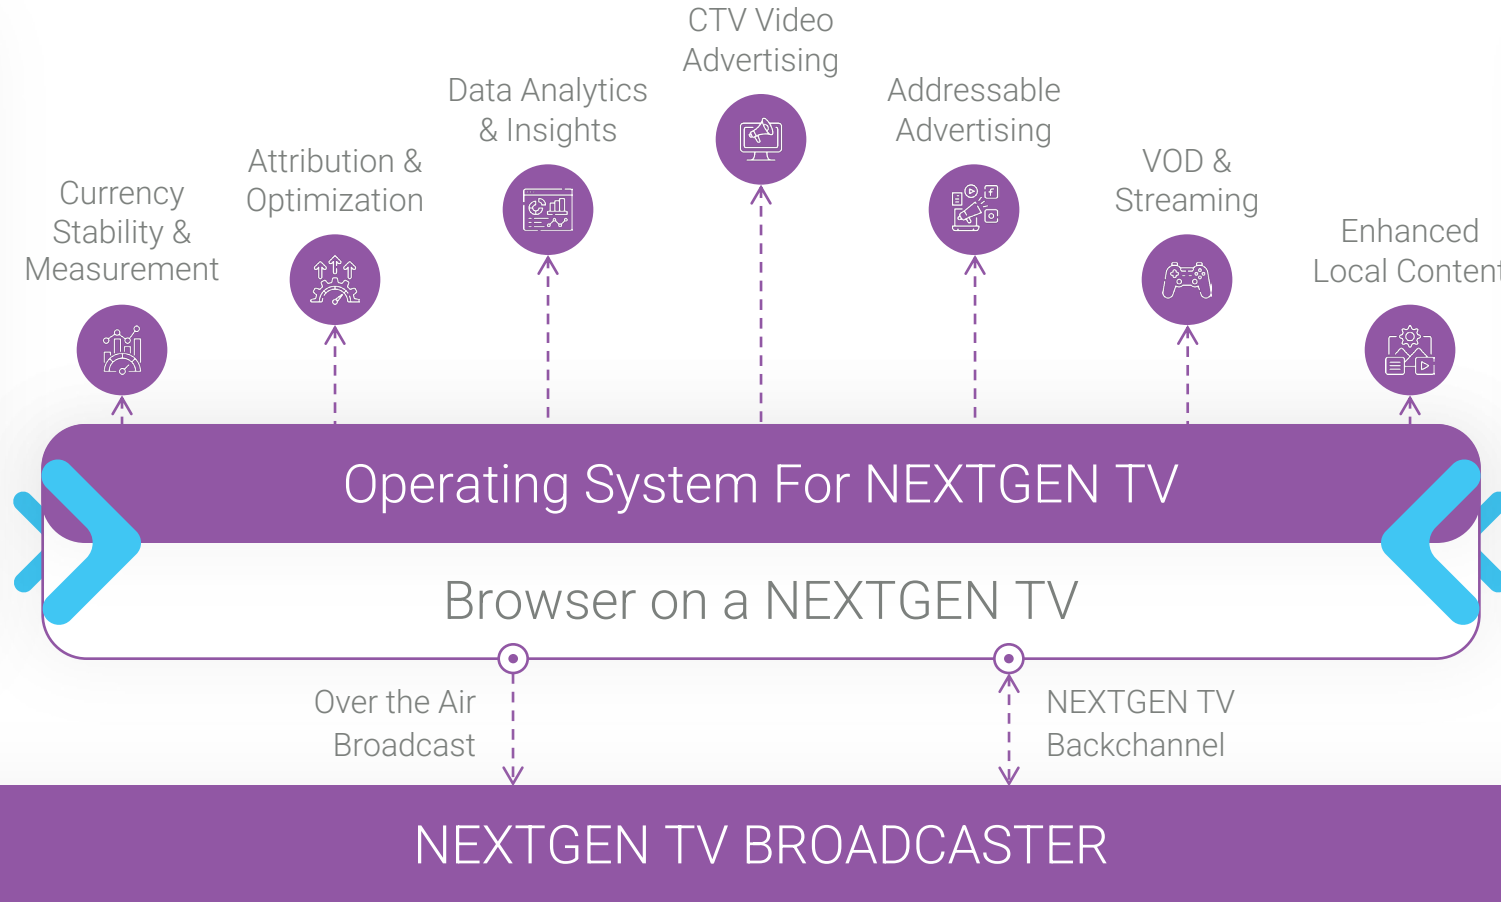 CTV Video
Advertising
Data Analytics
& Insights
Addressable
Advertising
Attribution &
Optimization
VOD &
Streaming
Currency
Stability &
Measurement
Enhanced
Local Content
Operating System For NEXTGEN TV
Browser on a NEXTGEN TV
Over the Air
Broadcast
NEXTGEN TV
Backchannel
NEXTGEN TV BROADCASTER